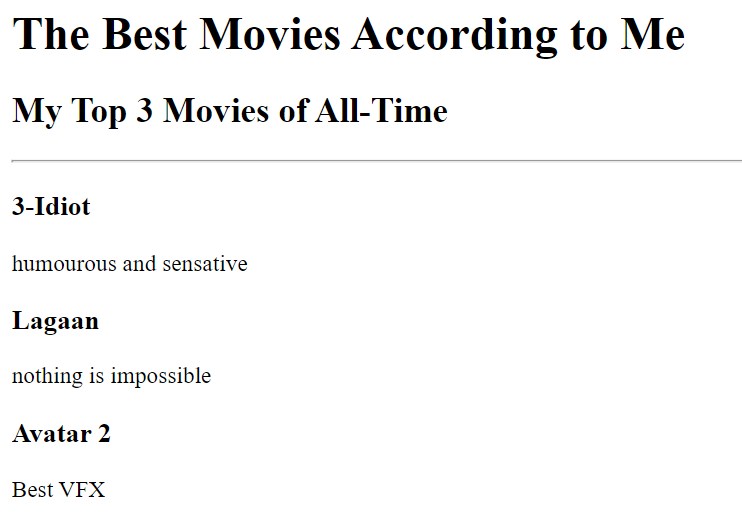 The Best Movies According to Me
My Top 3 Movies of All-Time
3-Idiot
humourous and sensative
Lagaan
nothing is impossible
Avatar 2
Best VFX